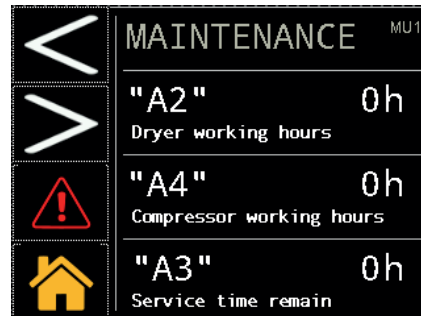 MAINTENANCE MU1
"A2" 0h
Dryer working hours
"A4" 0h
Compressor working hours
"A3" 0h
Service time remain